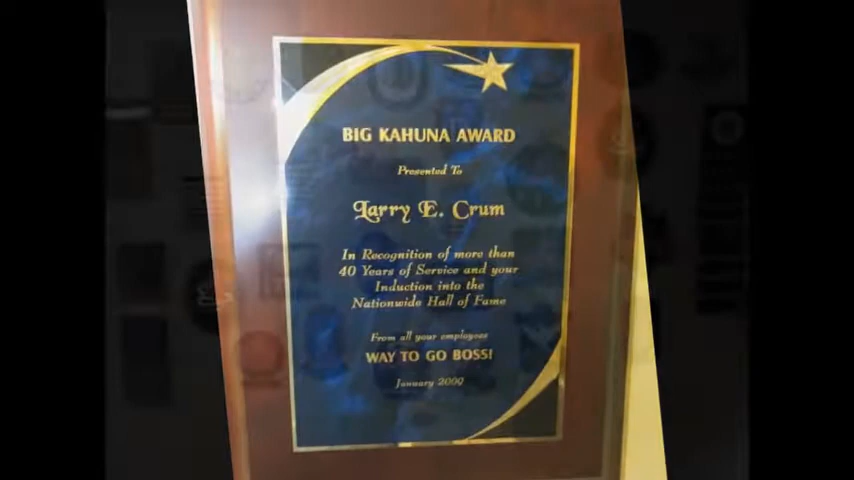 BIG KAHUNA AWARD
Presented To
Larry E. Crum
In Recognition of more than
40 Years of Service and your
Induction into the
Nationwide Hall of Fame
From all your employees
WAY TO GO BOSS!
January 2009